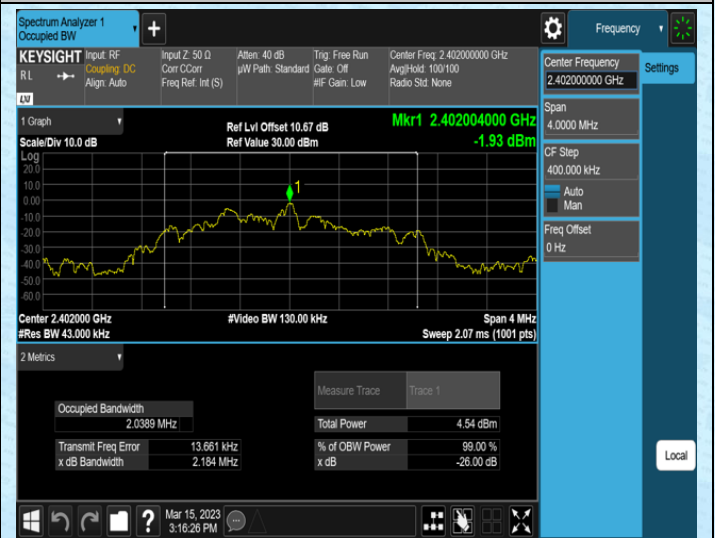 Spectrum Analyzer 1
Occupied BW
Frequency
KEYSIGHT
RL
LXI
Input: RF
Coupling: DC
Align: Auto
Input Z: 50 Ω
Corr CCorr
Freq Ref: Int (S)
Atten: 40 dB
µW Path: Standard
Trig: Free Run
Gate: Off
#IF Gain: Low
Center Freq: 2.402000000 GHz
Avg|Hold: 100/100
Radio Std: None
Center Frequency
2.402000000 GHz
Settings
Span
4.0000 MHz
CF Step
400.000 kHz
Auto
Man
Freq Offset
0 Hz
1 Graph
Scale/Div 10.0 dB
Ref Lvl Offset 10.67 dB
Ref Value 30.00 dBm
Mkr1 2.402004000 GHz
-1.93 dBm
Log
20.0
10.0
0.00
-10.0
-20.0
-30.0
-40.0
-50.0
-60.0
1
Center 2.402000 GHz
#Res BW 43.000 kHz
#Video BW 130.00 kHz
Span 4 MHz
Sweep 2.07 ms (1001 pts)
2 Metrics
Measure Trace Trace 1
Occupied Bandwidth
2.0389 MHz
Total Power 4.54 dBm
Transmit Freq Error 13.661 kHz
% of OBW Power 99.00 %
x dB Bandwidth 2.184 MHz
x dB -26.00 dB
Local
Mar 15, 2023
3:16:26 PM